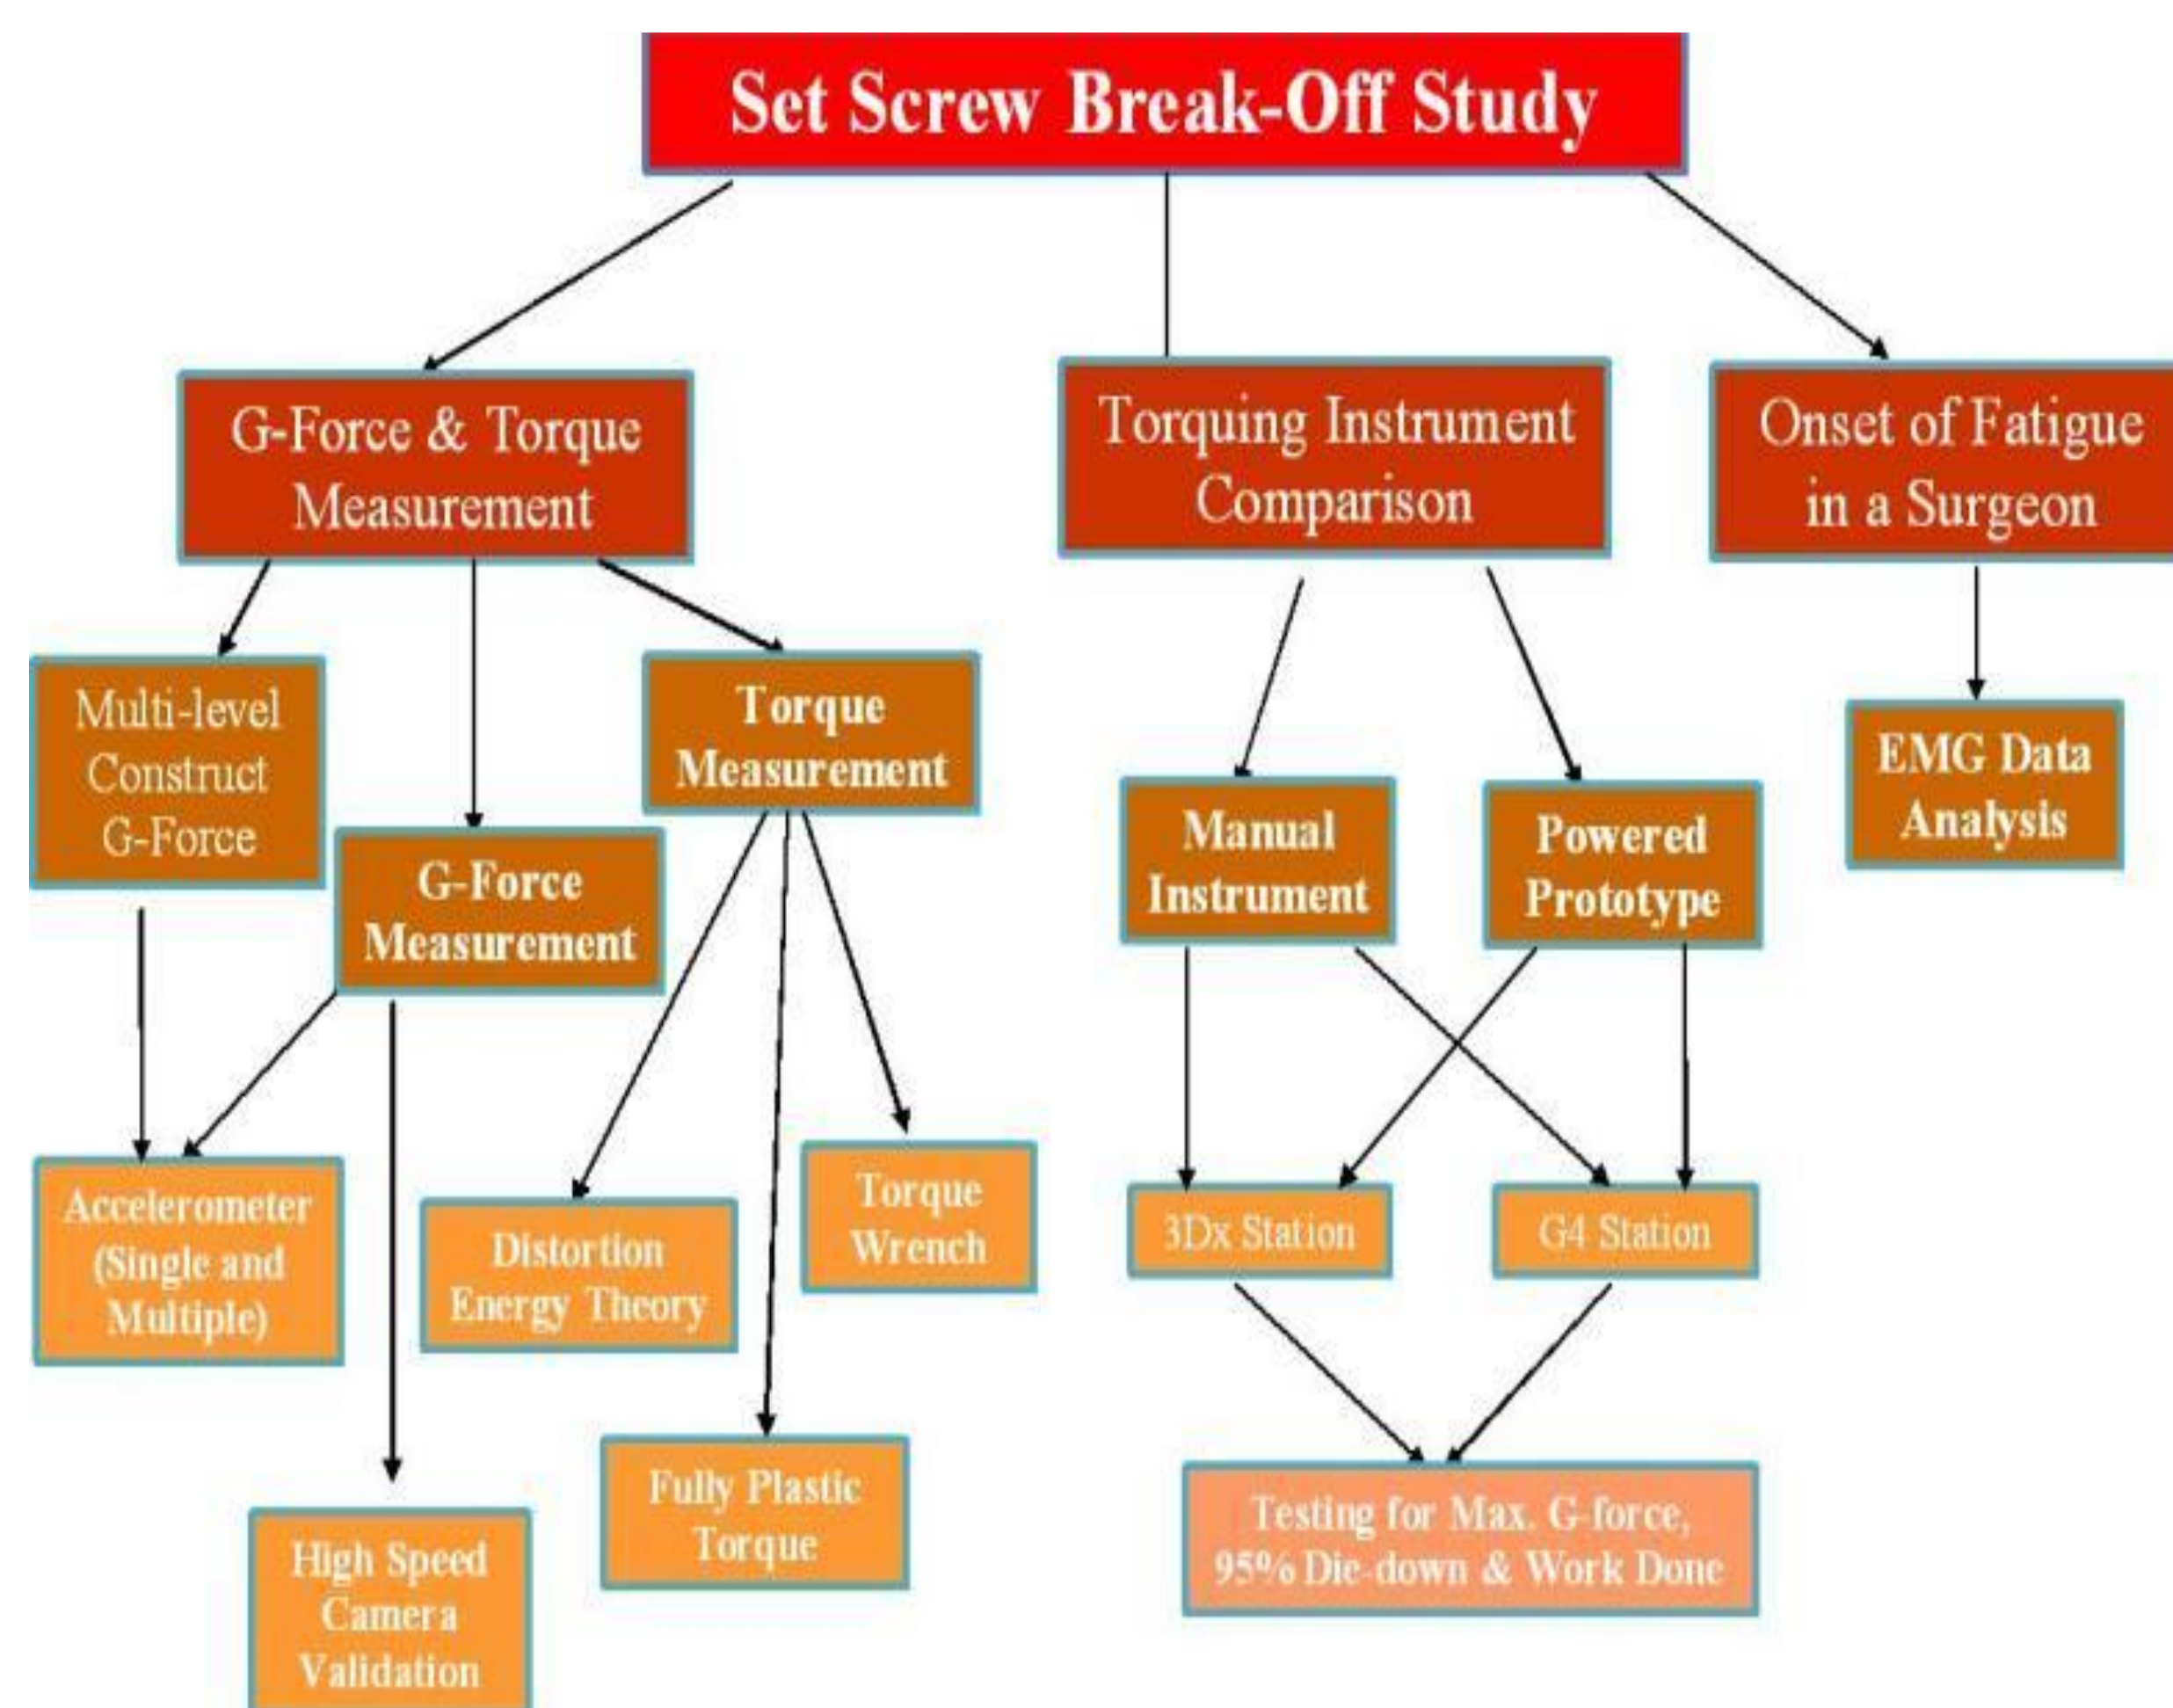 Set Screw Break-Off Study
G-Force & Torque
Measurement
Torquing Instrument
Comparison
Onset of Fatigue
in a Surgeon
Multi-level
Construct
G-Force
G-Force
Measurement
Torque
Measurement
Manual
Instrument
Powered
Prototype
EMG Data
Analysis
Accelerometer
(Single and
Multiple)
Distortion
Energy Theory
Torque
Wrench
3Dx Station
G4 Station
High Speed
Camera
Validation
Fully Plastic
Torque
Testing for Max. G-force,
95% Die-down & Work Done